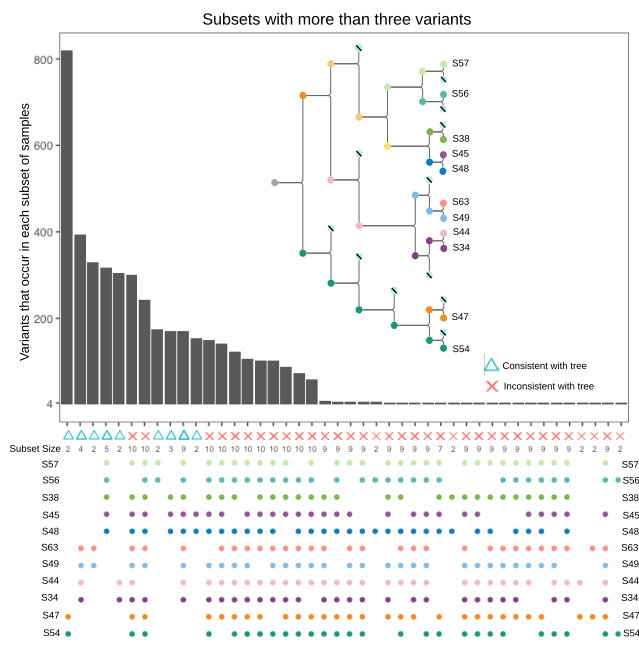 Subsets with more than three variants
Variants that occur in each subset of samples
800
600
400
200
4
S57
S56
S38
S45
S48
S63
S49
S44
S34
S47
S54
Consistent with tree
Inconsistent with tree
Subset Size 2 4 2 5 2 10 10 2 3 9 2 10 10 10 10 10 10 10 10 10 9 9 9 9 2 9 9 9 9 7 2 9 9 9 9 9 9 9 9 9 2 2 9 2
S57 S57
S56 S56
S38 S38
S45 S45
S48 S48
S63 S63
S49 S49
S44 S44
S34 S34
S47 S47
S54 S54